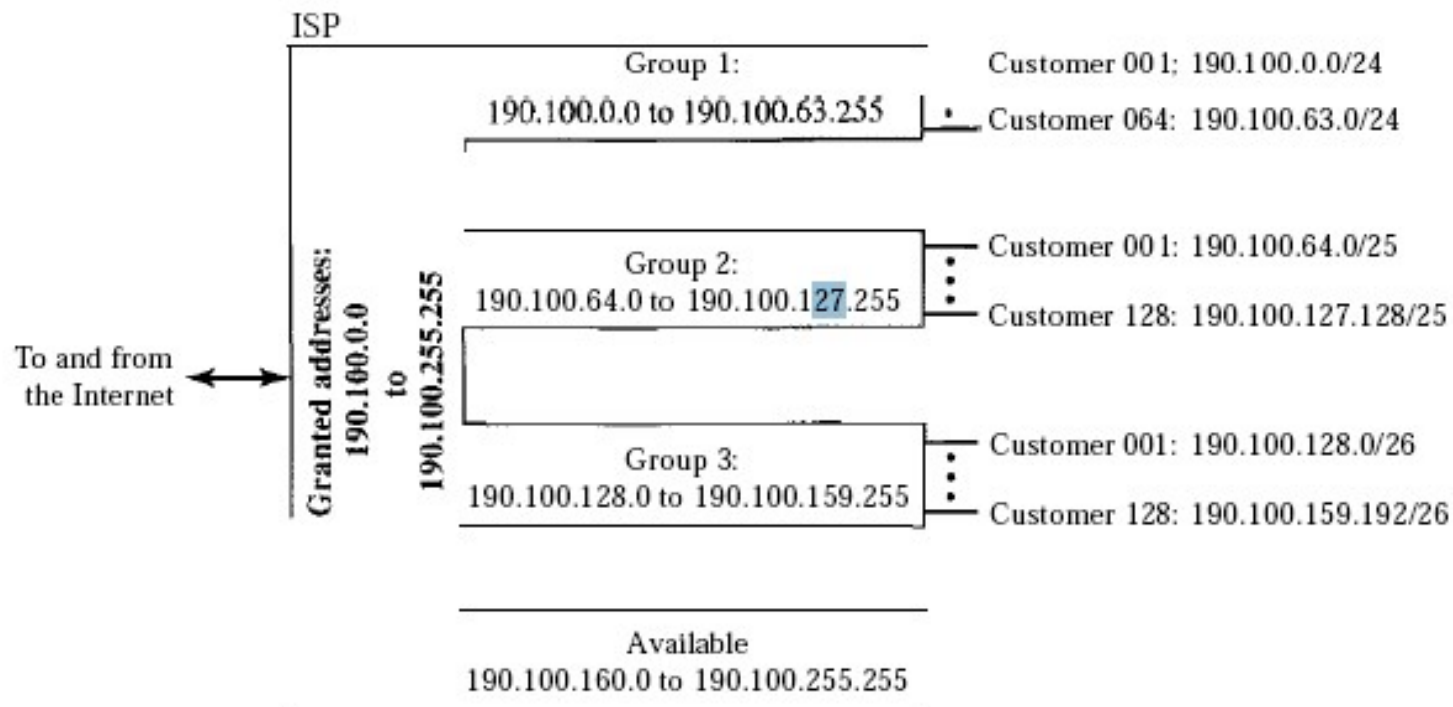 ISP
Group 1:
190.100.0.0 to 190.100.63.255
Customer 001; 190.100.0.0/24
Customer 064: 190.100.63.0/24
Group 2:
190.100.64.0 to 190.100.127.255
Customer 001: 190.100.64.0/25
Customer 128: 190.100.127.128/25
To and from
the Internet
Granted addresses:
190.100.0.0
to
190.100.255.255
Group 3:
190.100.128.0 to 190.100.159.255
Customer 001: 190.100.128.0/26
Customer 128: 190.100.159.192/26
Available
190.100.160.0 to 190.100.255.255